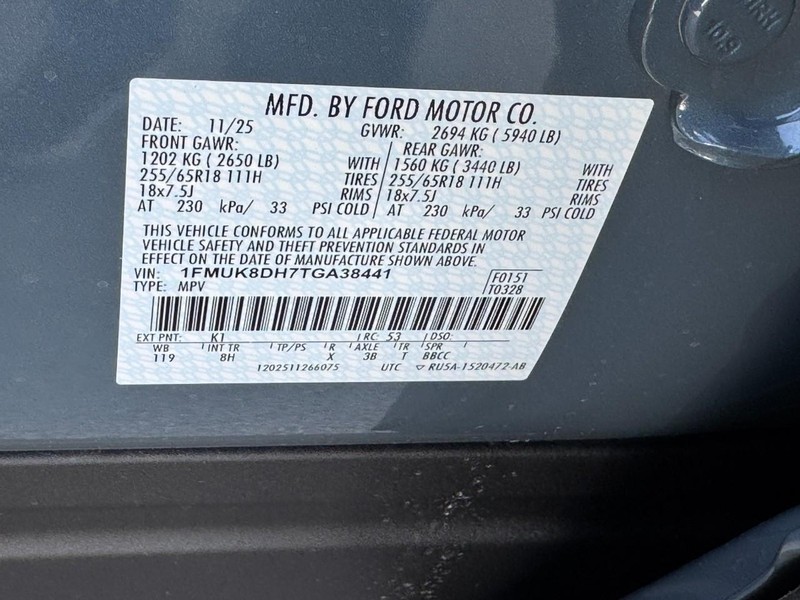 MFD. BY FORD MOTOR CO.
DATE: 11/25 GVWR: 2694 KG ( 5940 LB)
FRONT GAWR: REAR GAWR:
1202 KG ( 2650 LB) WITH 1560 KG ( 3440 LB) WITH
255/65R18 111H TIRES 255/65R18 111H TIRES
18x7.5J RIMS 18x7.5J RIMS
AT 230 kPa/ 33 PSI COLD AT 230 kPa/ 33 PSI COLD
THIS VEHICLE CONFORMS TO ALL APPLICABLE FEDERAL MOTOR
VEHICLE SAFETY AND THEFT PREVENTION STANDARDS IN
EFFECT ON THE DATE OF MANUFACTURE SHOWN ABOVE.
VIN: 1FMUK8DH7TGA38441 F0151
TYPE: MPV T0328
EXT PNT: K1 RC: 53 DSO:
WB INT TR TP/PS R AXLE TR SPR
119 8H X 3B T BBCC
1202511266075 UTC RU5A-1520472-AB